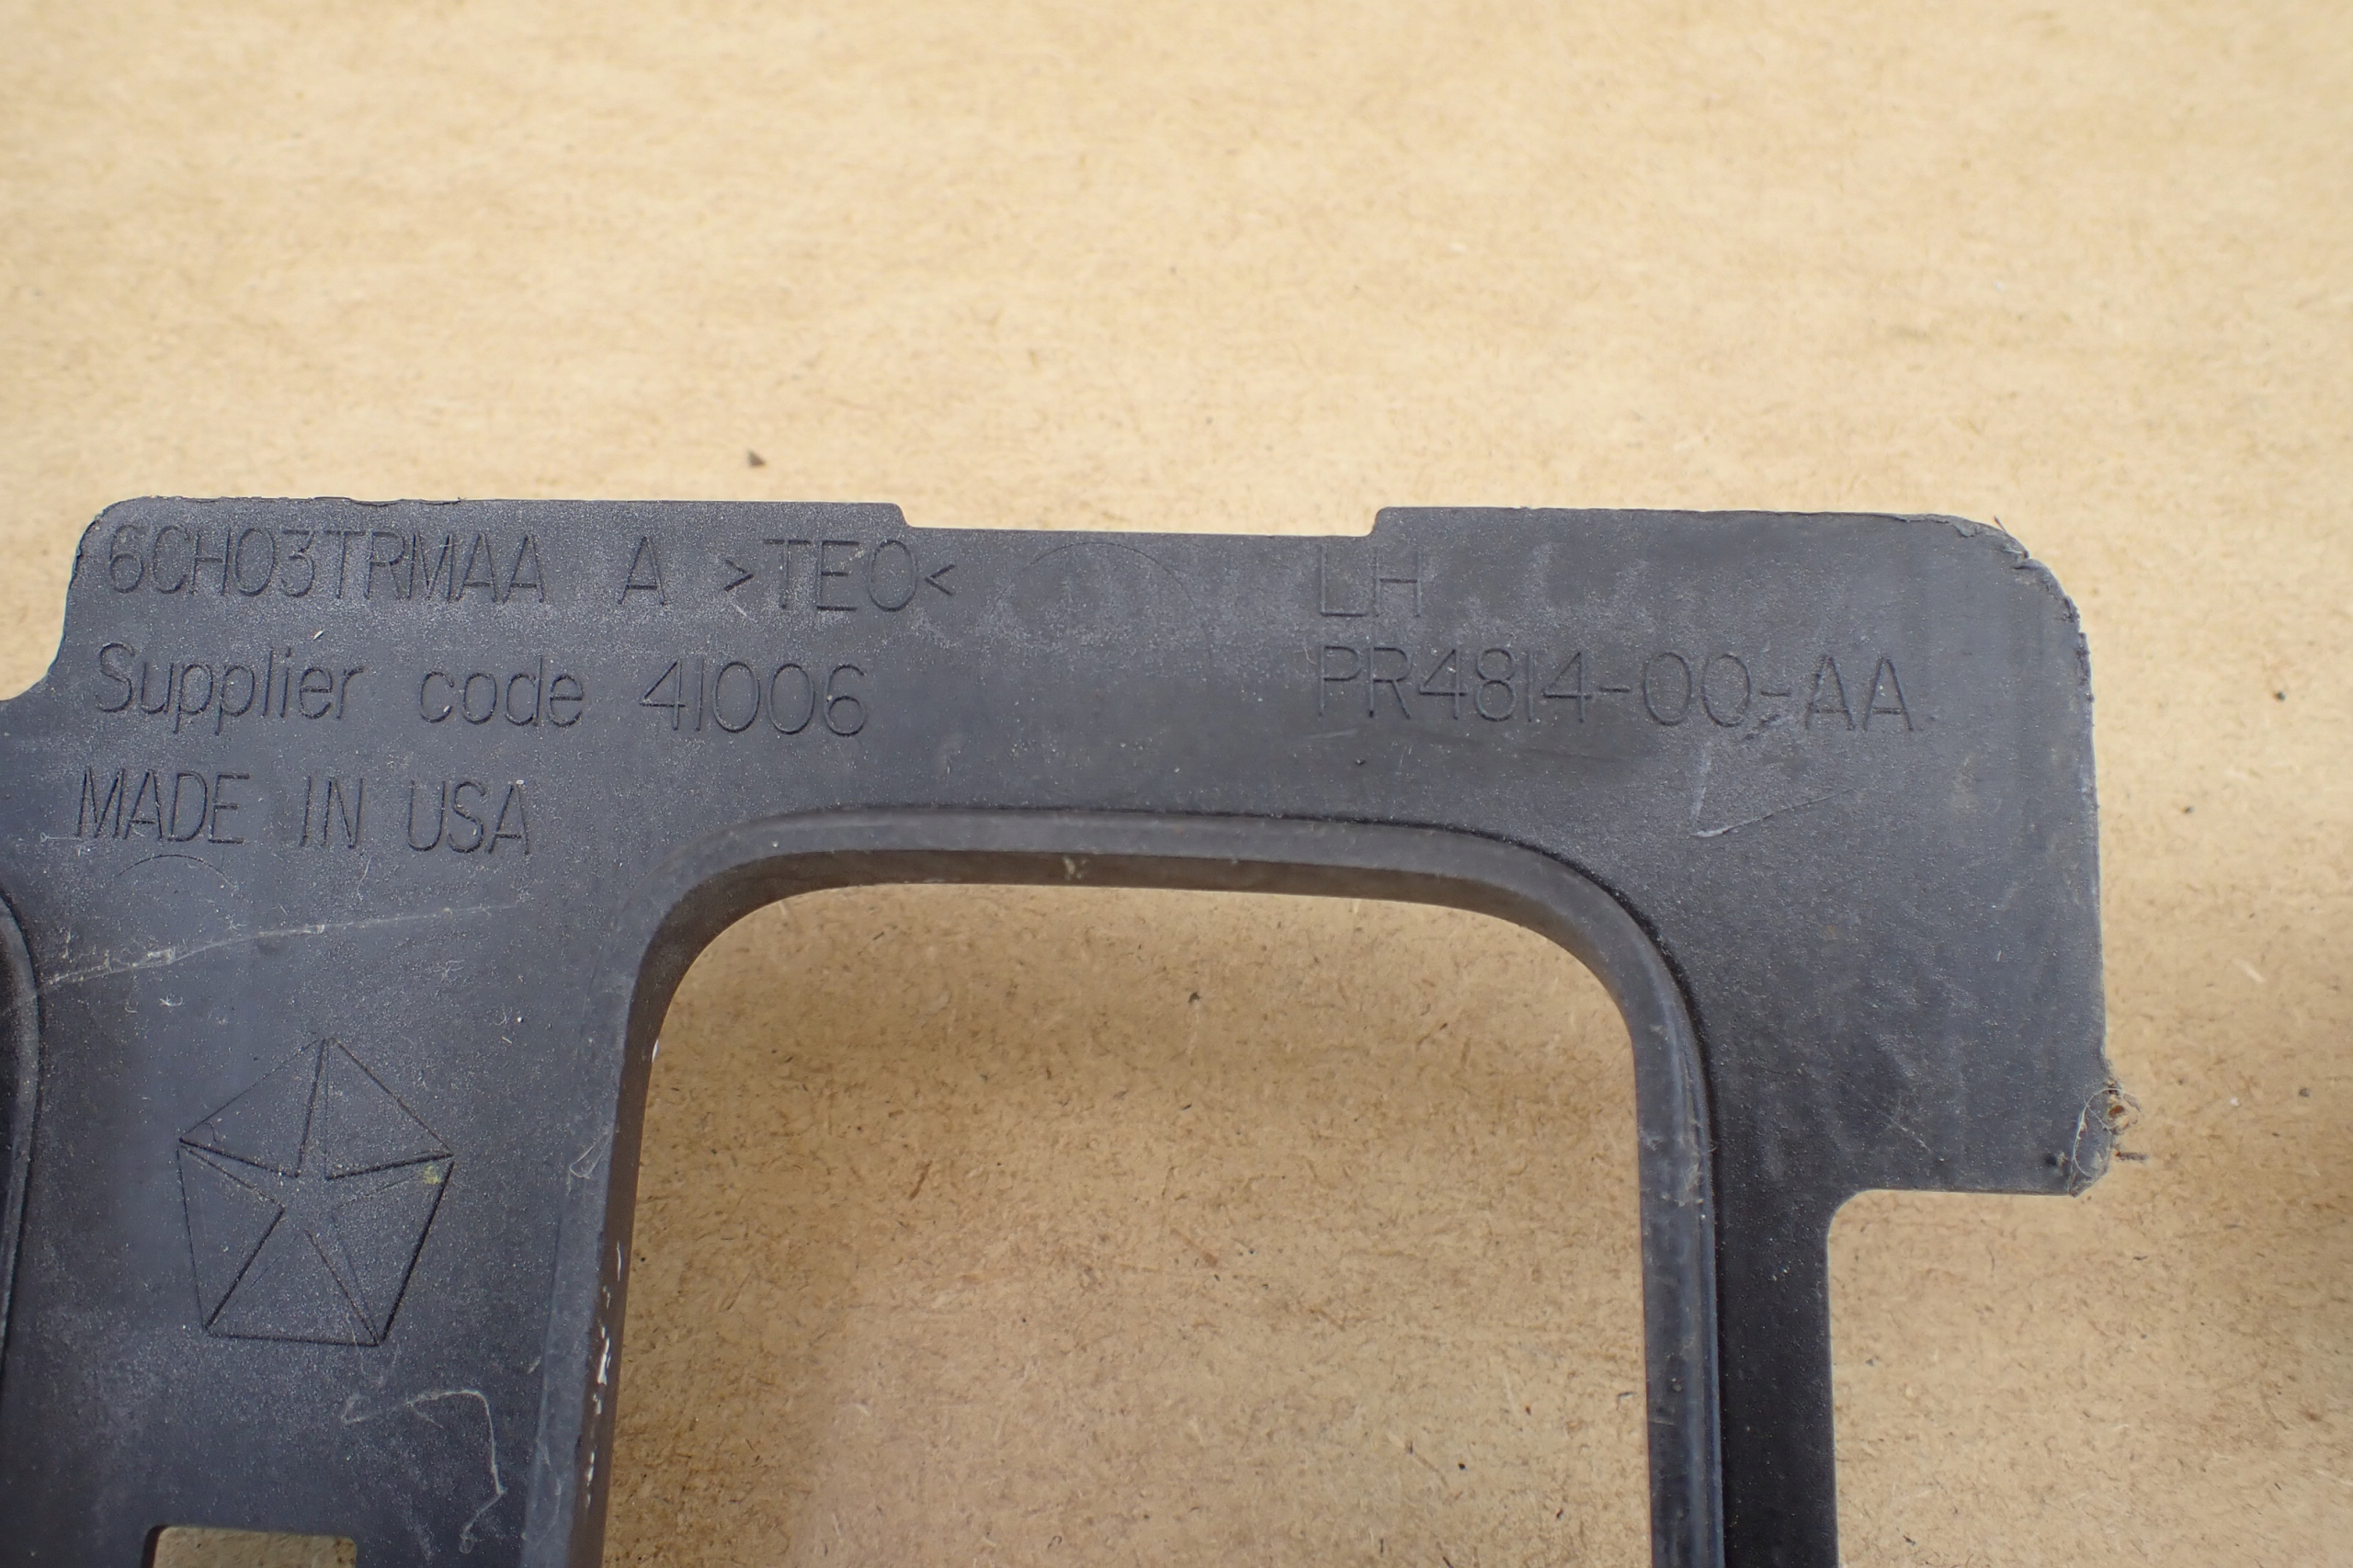 6CH03TRMAA A >TEO<
Supplier code 41006
MADE IN USA
LH
PR4814-00-AA